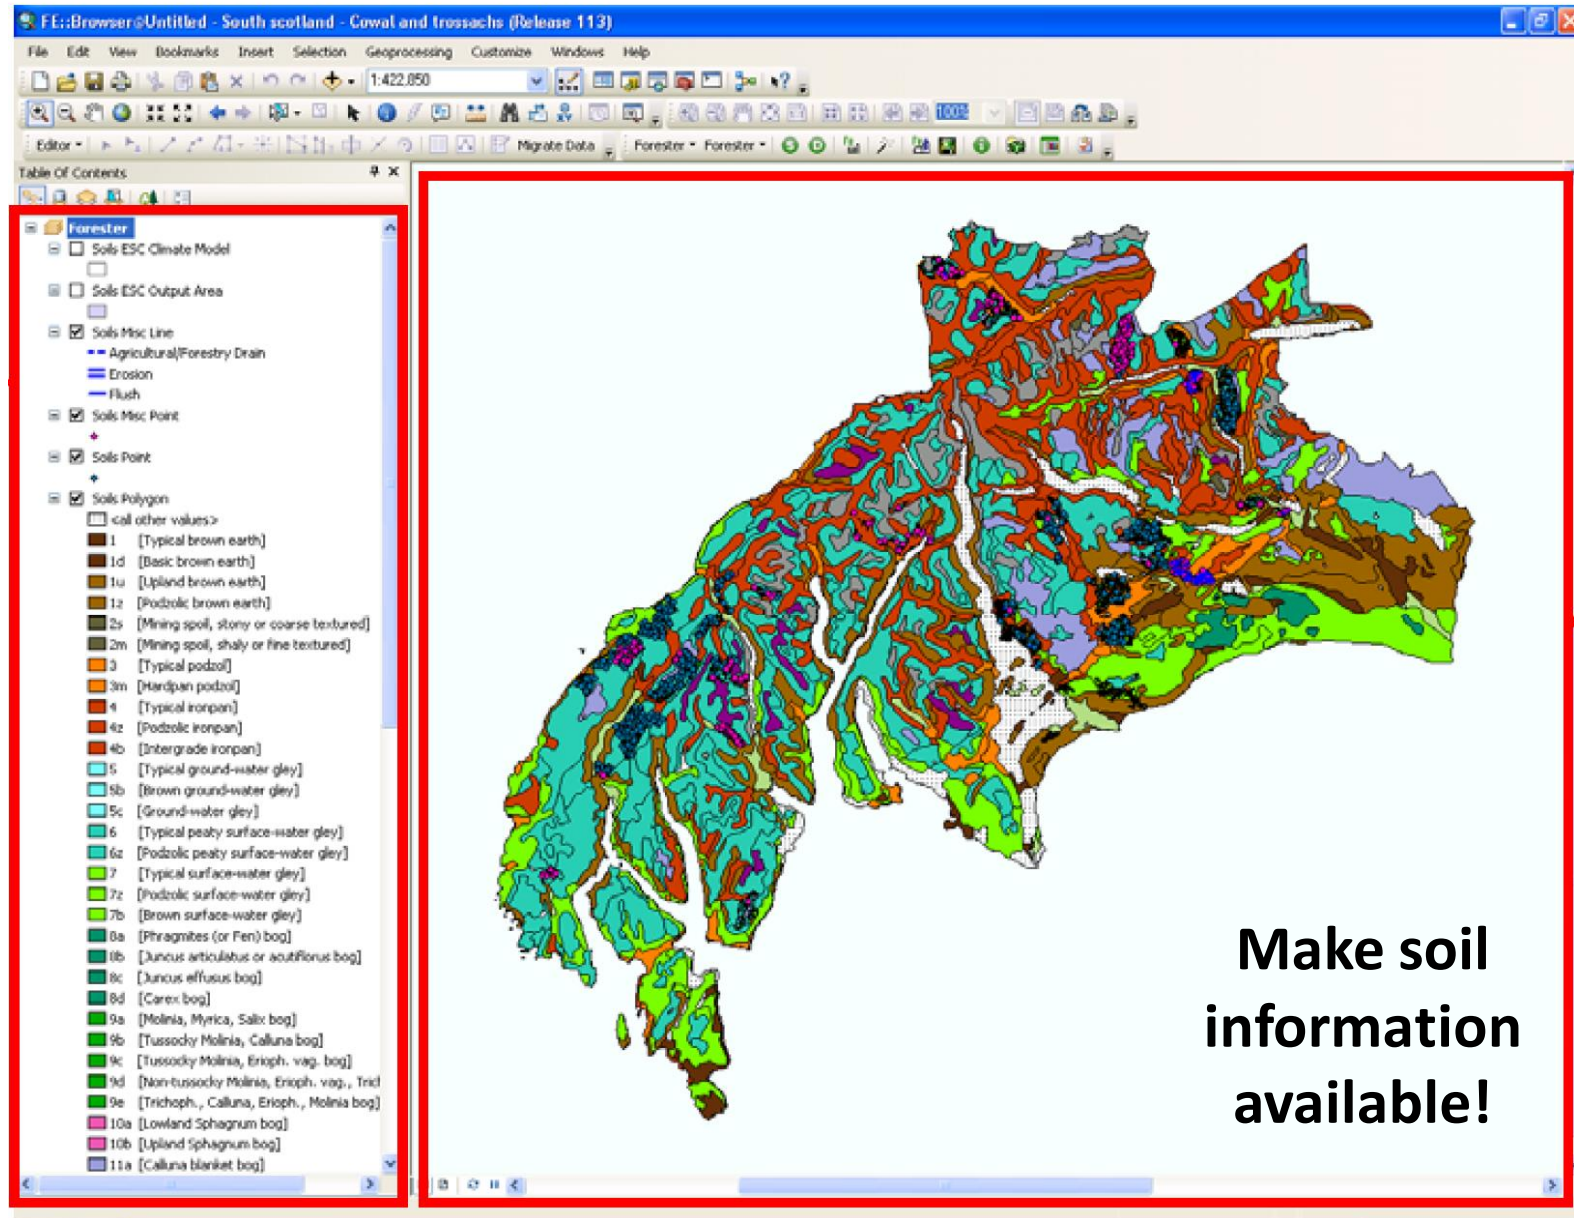 FE::Browser@Untitled - South scotland - Cowal and trossachs (Release 113)
File Edit View Bookmarks Insert Selection Geoprocessing Customize Windows Help
1:422,850
100%
Editor Migrate Data Forester Forester
Table Of Contents
Forester
Soils ESC Climate Model
Soils ESC Output Area
Soils Misc Line
Agricultural/Forestry Drain
Erosion
Flush
Soils Misc Point
Soils Point
Soils Polygon
<all other values>
1 [Typical brown earth]
1d [Basic brown earth]
1u [Upland brown earth]
1z [Podzolic brown earth]
2s [Mining spoil, stony or coarse textured]
2m [Mining spoil, shaly or fine textured]
3 [Typical podzol]
3m [Hardpan podzol]
4 [Typical ironpan]
4z [Podzolic ironpan]
4b [Intergrade ironpan]
5 [Typical ground-water gley]
5b [Brown ground-water gley]
5c [Ground-water gley]
6 [Typical peaty surface-water gley]
6z [Podzolic peaty surface-water gley]
7 [Typical surface-water gley]
7z [Podzolic surface-water gley]
7b [Brown surface-water gley]
8a [Phragmites (or Fen) bog]
8b [Juncus articulatus or acutiflorus bog]
8c [Juncus effusus bog]
8d [Carex bog]
9a [Molinia, Myrica, Salix bog]
9b [Tussocky Molinia, Calluna bog]
9c [Tussocky Molinia, Erioph. vag. bog]
9d [Non-tussocky Molinia, Erioph. vag., Trich
9e [Trichoph., Calluna, Erioph., Molinia bog]
10a [Lowland Sphagnum bog]
10b [Upland Sphagnum bog]
11a [Calluna blanket bog]
Make soil
information
available!